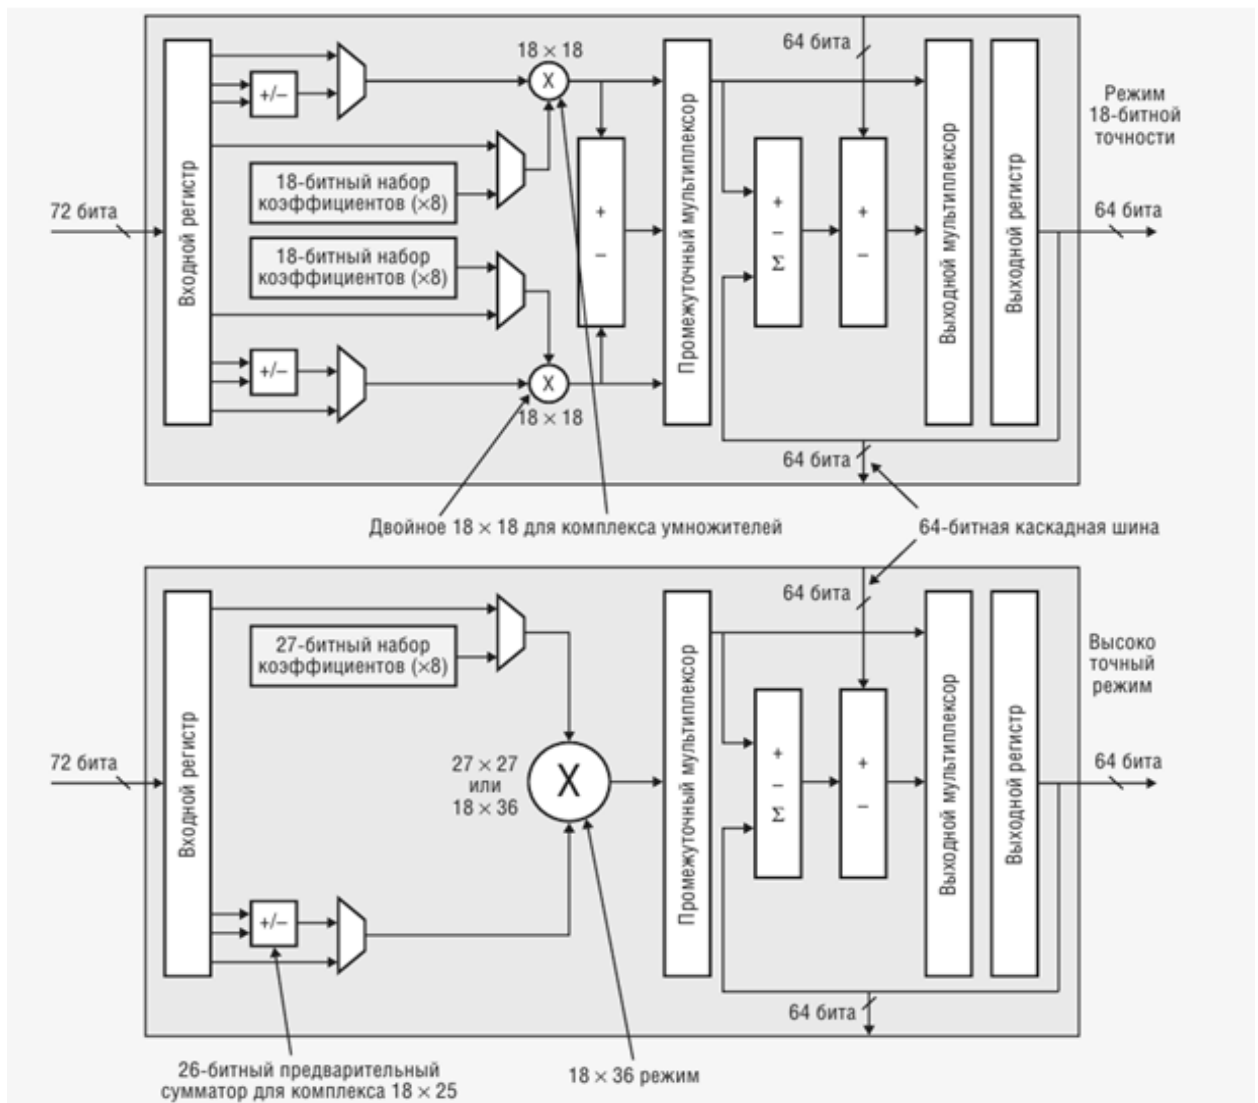 18 × 18
64 бита
Режим
18-битной
точности
+/−
X
Входной регистр
18-битный набор
коэффициентов (×8)
72 бита
18-битный набор
коэффициентов (×8)
+
−
Промежуточный мультиплексор
+
−
Σ
+
−
Выходной мультиплексор
Выходной регистр
64 бита
+/−
X
18 × 18
64 бита
Двойное 18 × 18 для комплекса умножителей
64-битная каскадная шина
64 бита
Входной регистр
27-битный набор
коэффициентов (×8)
Высоко
точный
режим
72 бита
27 × 27
или
18 × 36
X
Промежуточный мультиплексор
+
−
Σ
+
−
Выходной мультиплексор
Выходной регистр
64 бита
+/−
64 бита
26-битный предварительный
сумматор для комплекса 18 × 25
18 × 36 режим